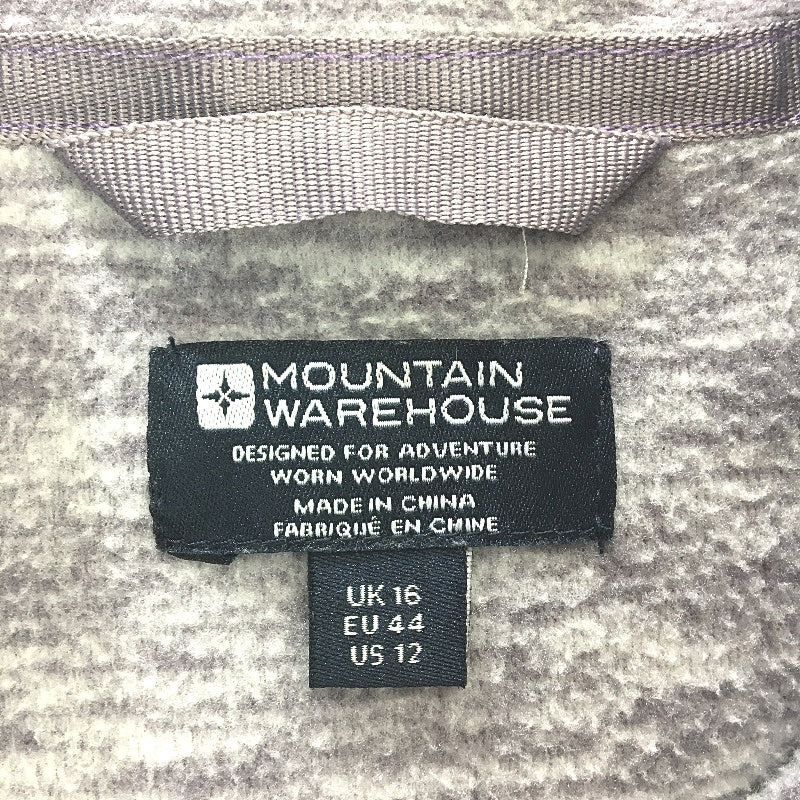 MOUNTAIN
WAREHOUSE
DESIGNED FOR ADVENTURE
WORN WORLDWIDE
MADE IN CHINA
FABRIQUÉ EN CHINE
UK 16
EU 44
US 12